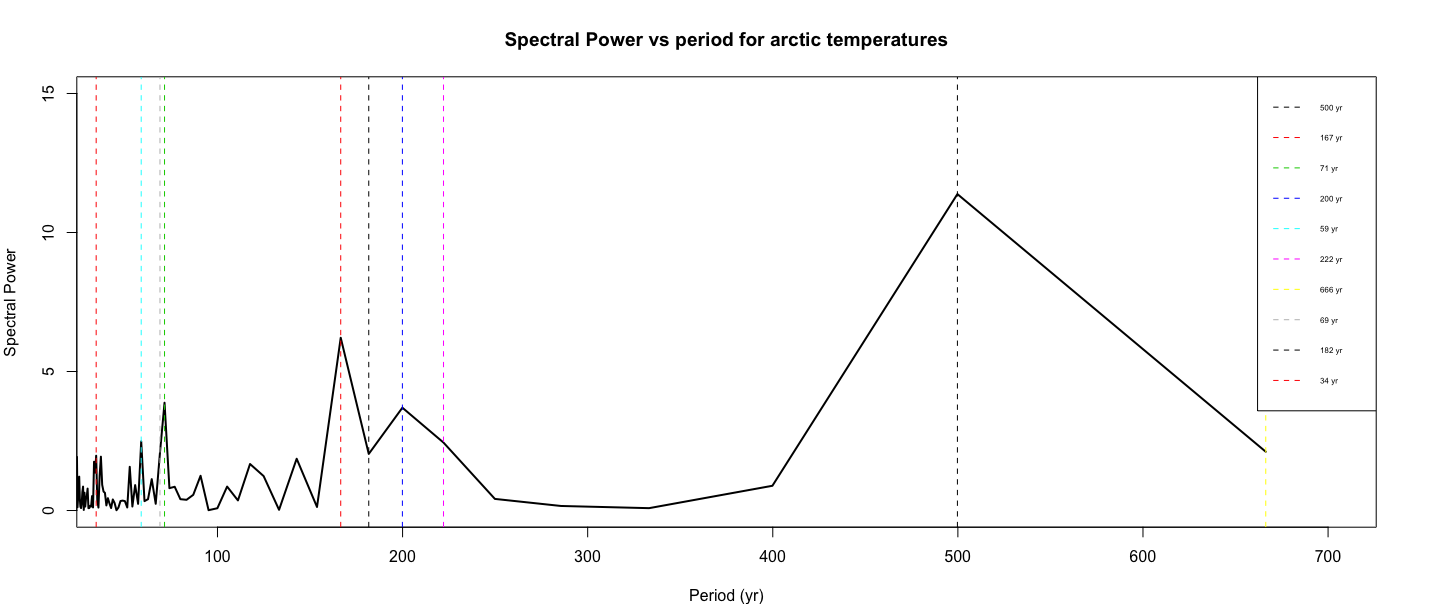 Spectral Power vs period for arctic temperatures
Spectral Power
15
10
5
0
500 yr
167 yr
71 yr
200 yr
59 yr
222 yr
666 yr
69 yr
182 yr
34 yr
100 200 300 400 500 600 700
Period (yr)